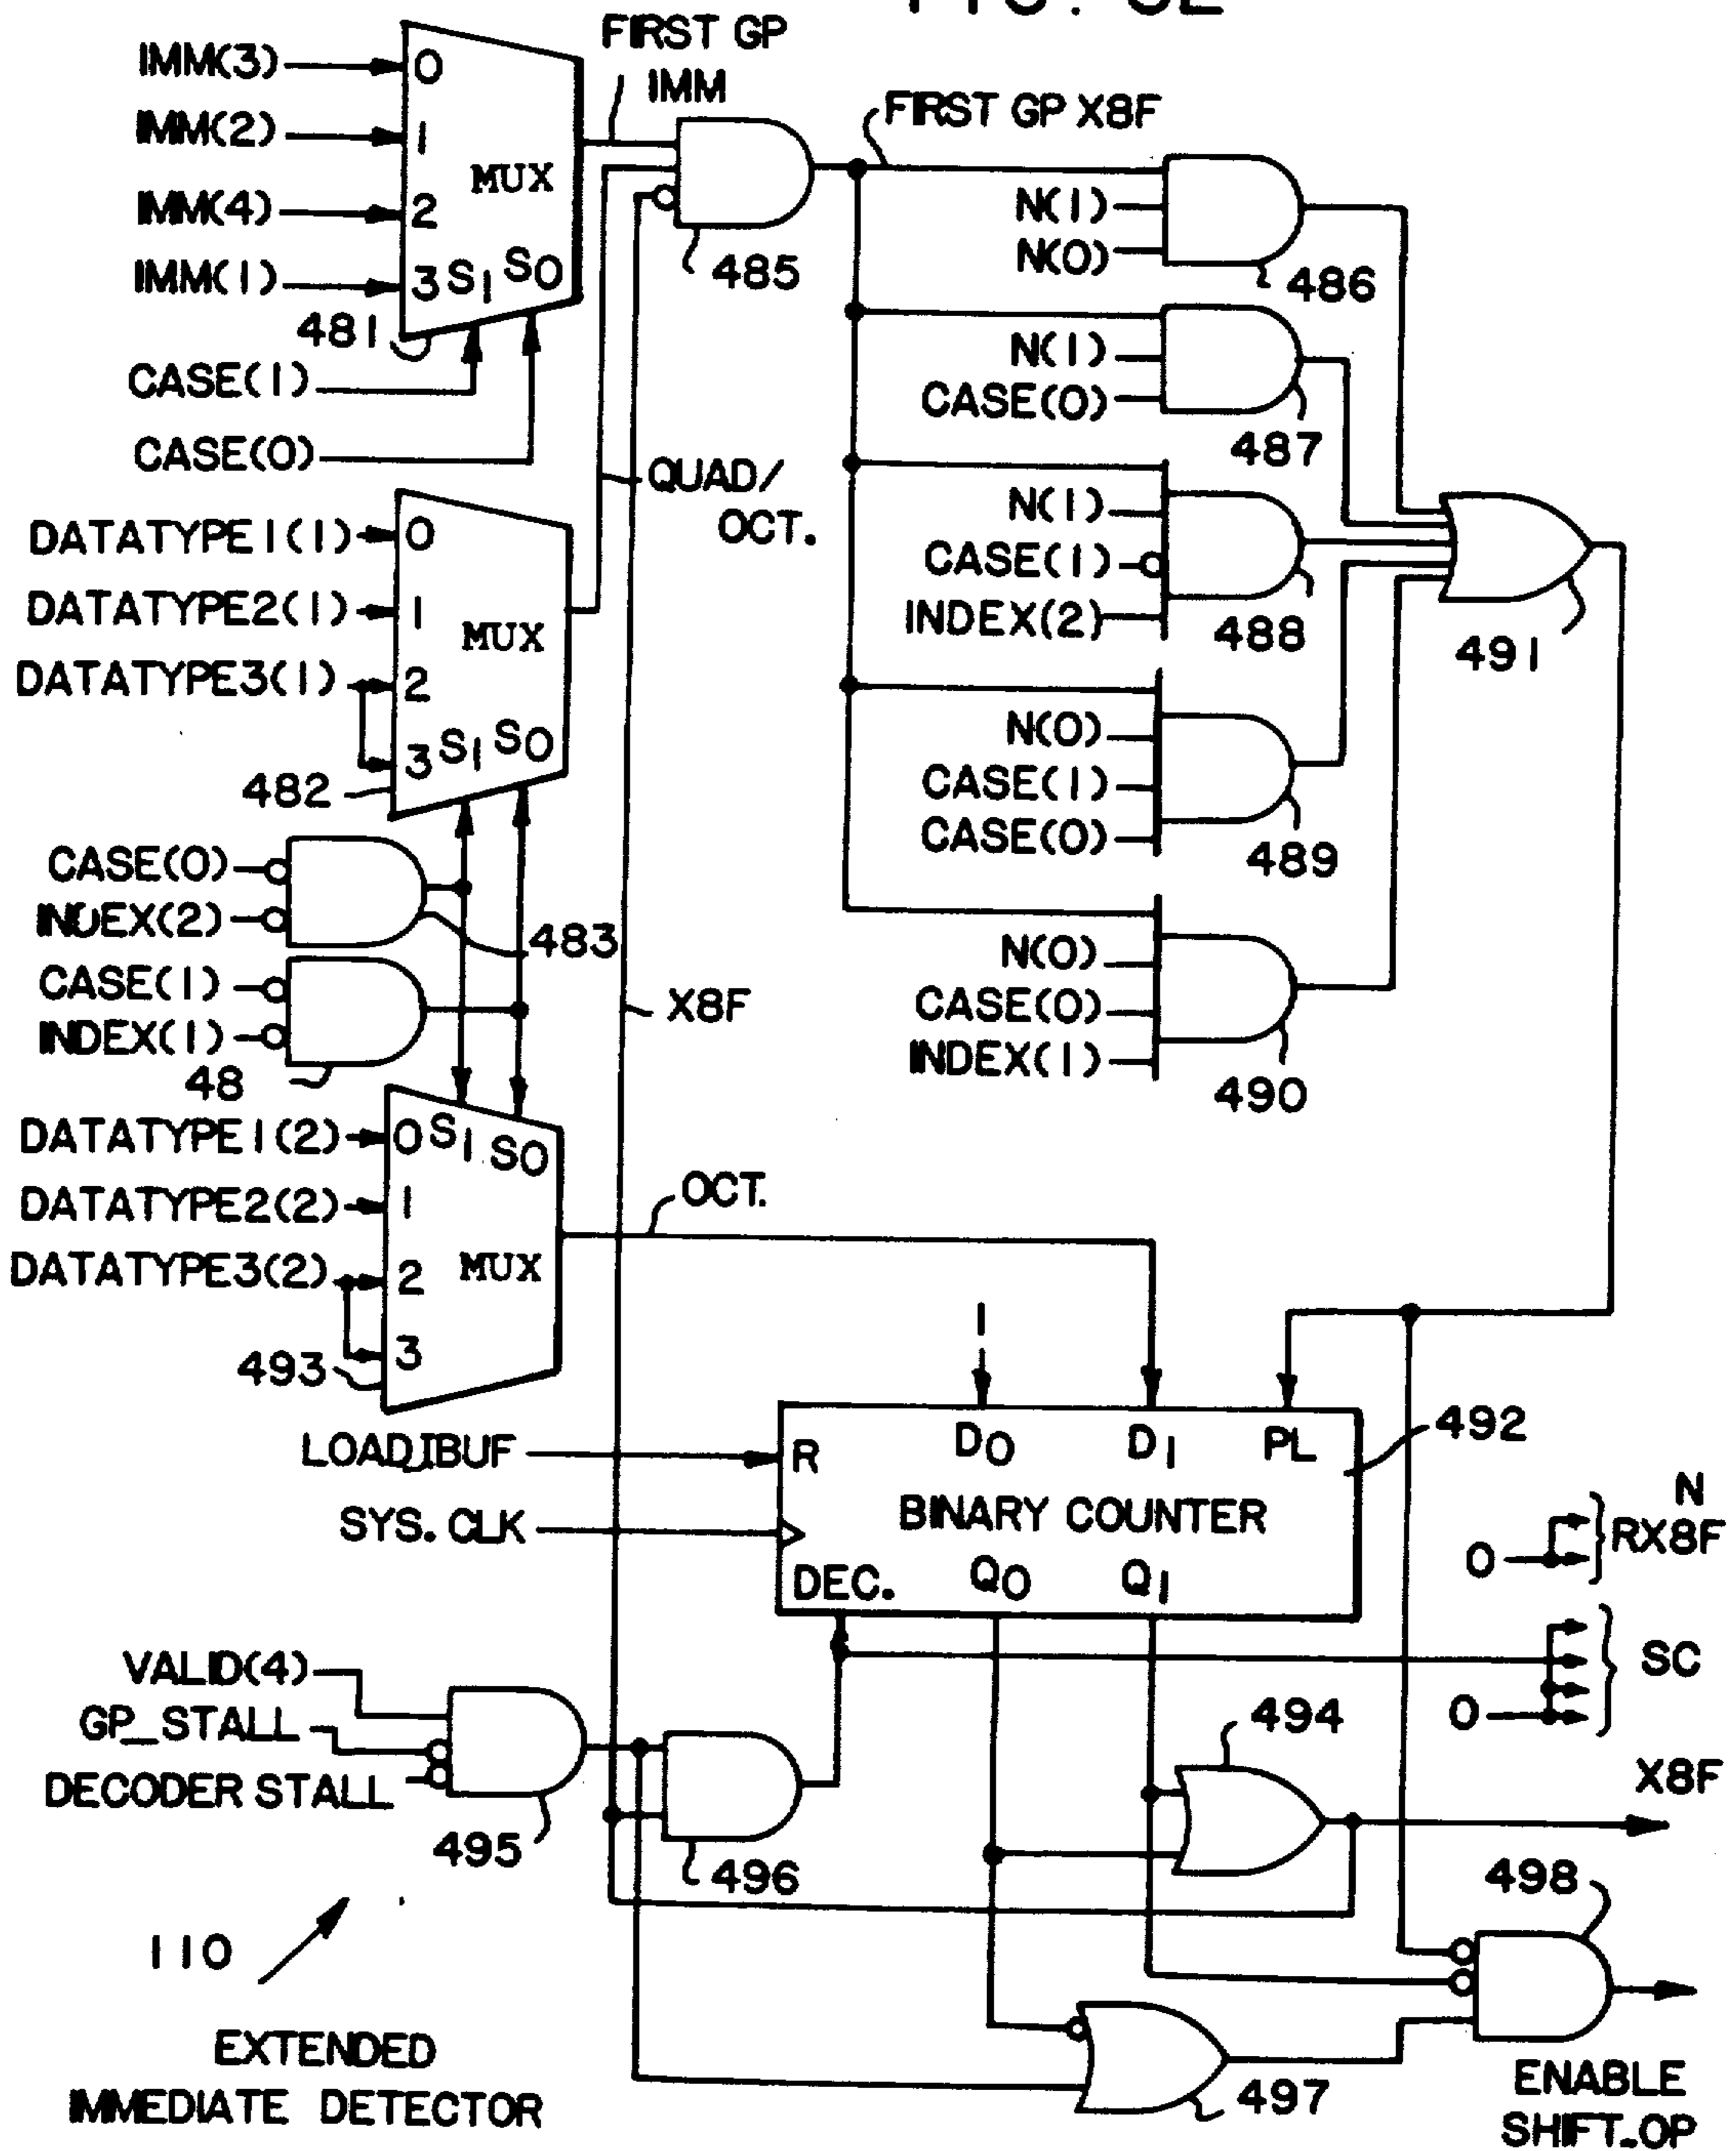 FIRST GP
IMM
IMM(3)
IMM(2)
IMM(4)
IMM(1)
0
1
2
3 S1 S0
MUX
481
CASE(1)
CASE(0)
485
FIRST GP X8F
N(1)
N(0)
486
N(1)
CASE(0)
487
QUAD/
OCT.
N(1)
CASE(1)
INDEX(2)
488
491
DATATYPE1(1)
DATATYPE2(1)
DATATYPE3(1)
0
1
2
3 S1 S0
MUX
482
N(0)
CASE(1)
CASE(0)
489
CASE(0)
INDEX(2)
483
CASE(1)
INDEX(1)
48
X8F
N(0)
CASE(0)
INDEX(1)
490
DATATYPE1(2)
DATATYPE2(2)
DATATYPE3(2)
0 S1 S0
1
2
3
MUX
493
OCT.
LOAD_IBUF
SYS. CLK
R
D0
D1
PL
BINARY COUNTER
DEC.
Q0
Q1
492
N
RX8F
0
SC
0
VALID(4)
GP_STALL
DECODER STALL
495
496
494
X8F
498
497
110
EXTENDED
IMMEDIATE DETECTOR
ENABLE
SHIFT_OP